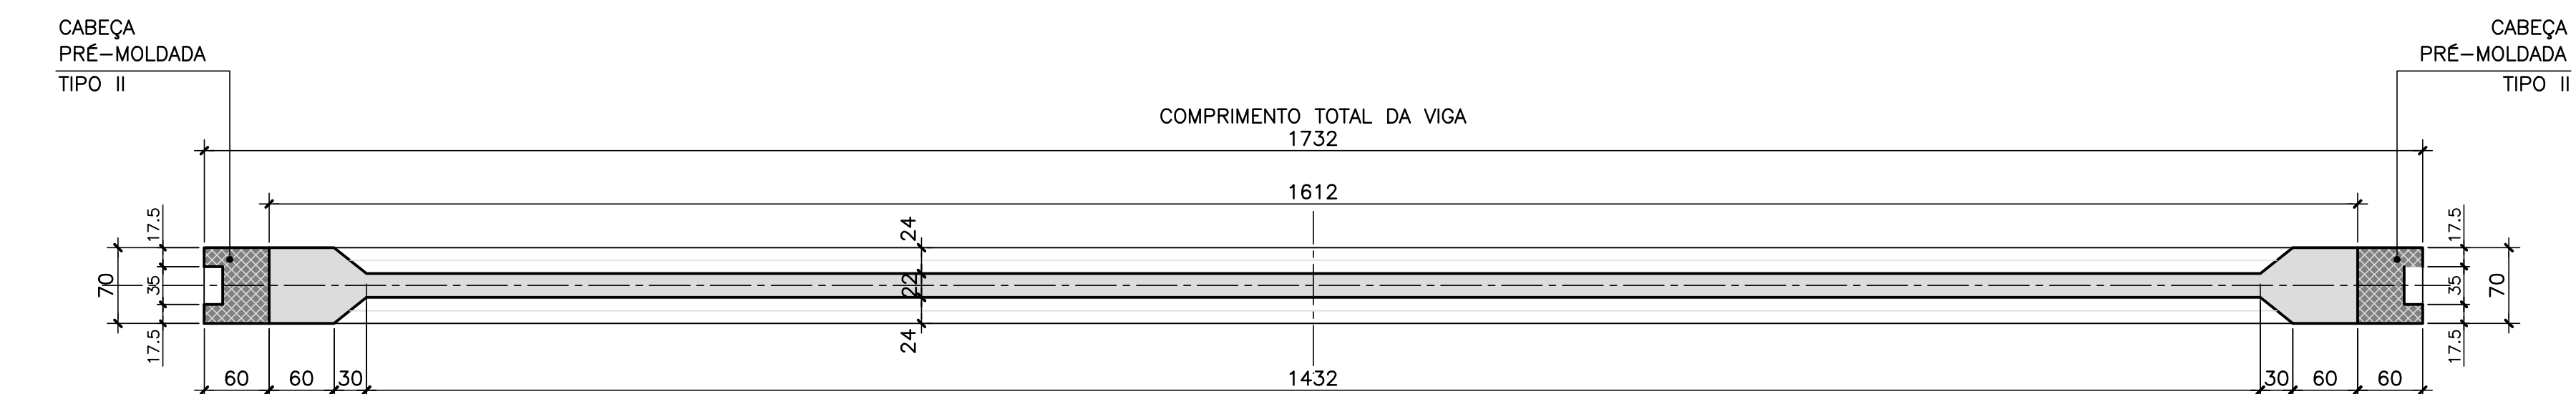 CABEÇA
PRÉ-MOLDADA
TIPO II
CABEÇA
PRÉ-MOLDADA
TIPO II
COMPRIMENTO TOTAL DA VIGA
1732
1612
17.5
35
17.5
70
24
22
24
17.5
35
17.5
70
60 60 30 1432 30 60 60